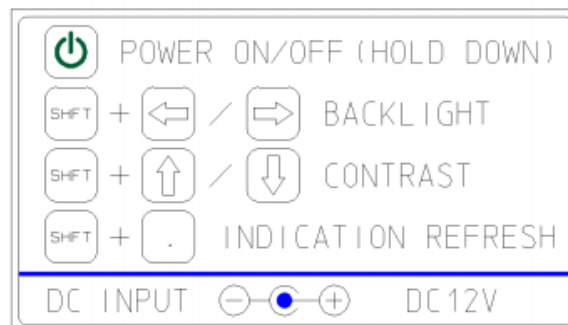 POWER ON/OFF (HOLD DOWN)
SHFT + ⇦ / ⇨ BACKLIGHT
SHFT + ⇧ / ⇩ CONTRAST
SHFT + . INDICATION REFRESH
DC INPUT − + DC12V